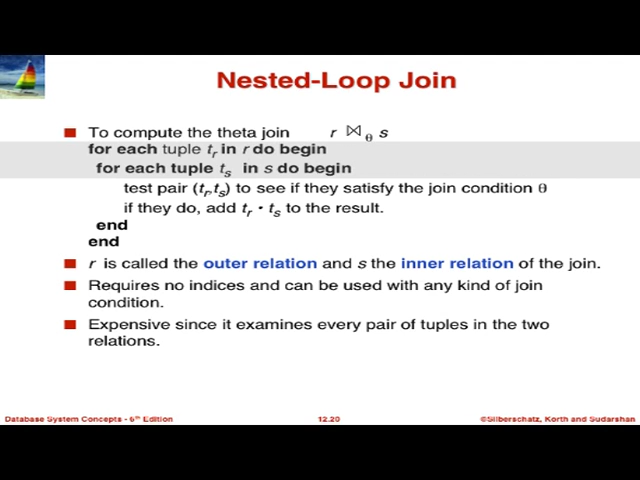 Nested-Loop Join
To compute the theta join r ⋈θ s
for each tuple tr in r do begin
for each tuple ts in s do begin
test pair (tr,ts) to see if they satisfy the join condition θ
if they do, add tr • ts to the result.
end
end
r is called the outer relation and s the inner relation of the join.
Requires no indices and can be used with any kind of join
condition.
Expensive since it examines every pair of tuples in the two
relations.
Database System Concepts - 6th Edition 12.20 ©Silberschatz, Korth and Sudarshan